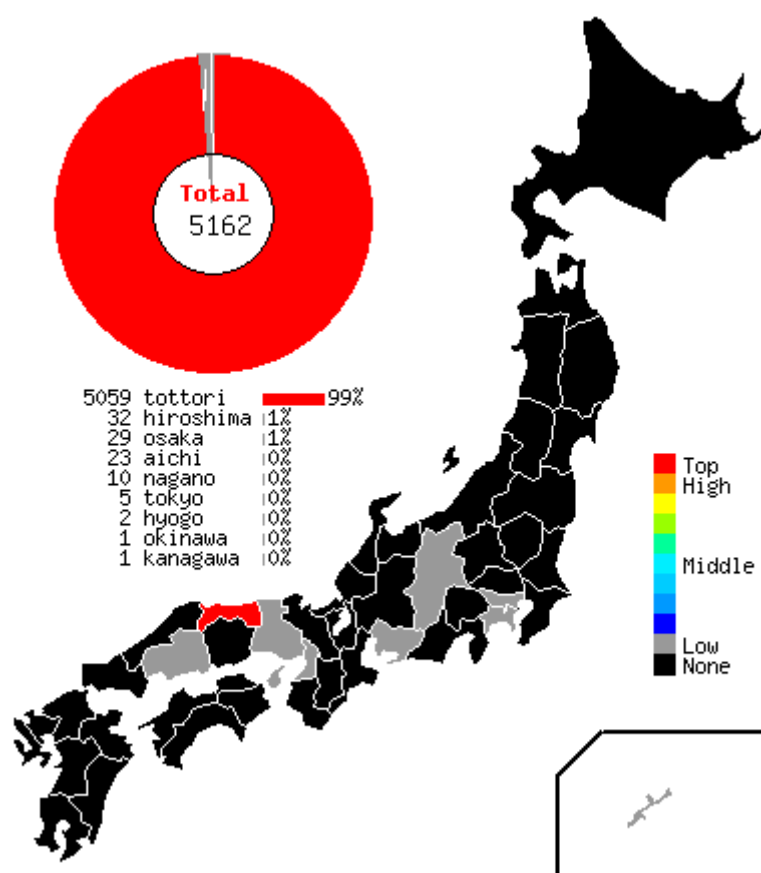 Total
5162
5059 tottori 99%
32 hiroshima 1%
29 osaka 1%
23 aichi 0%
10 nagano 0%
5 tokyo 0%
2 hyogo 0%
1 okinawa 0%
1 kanagawa 0%
Top
High
Middle
Low
None